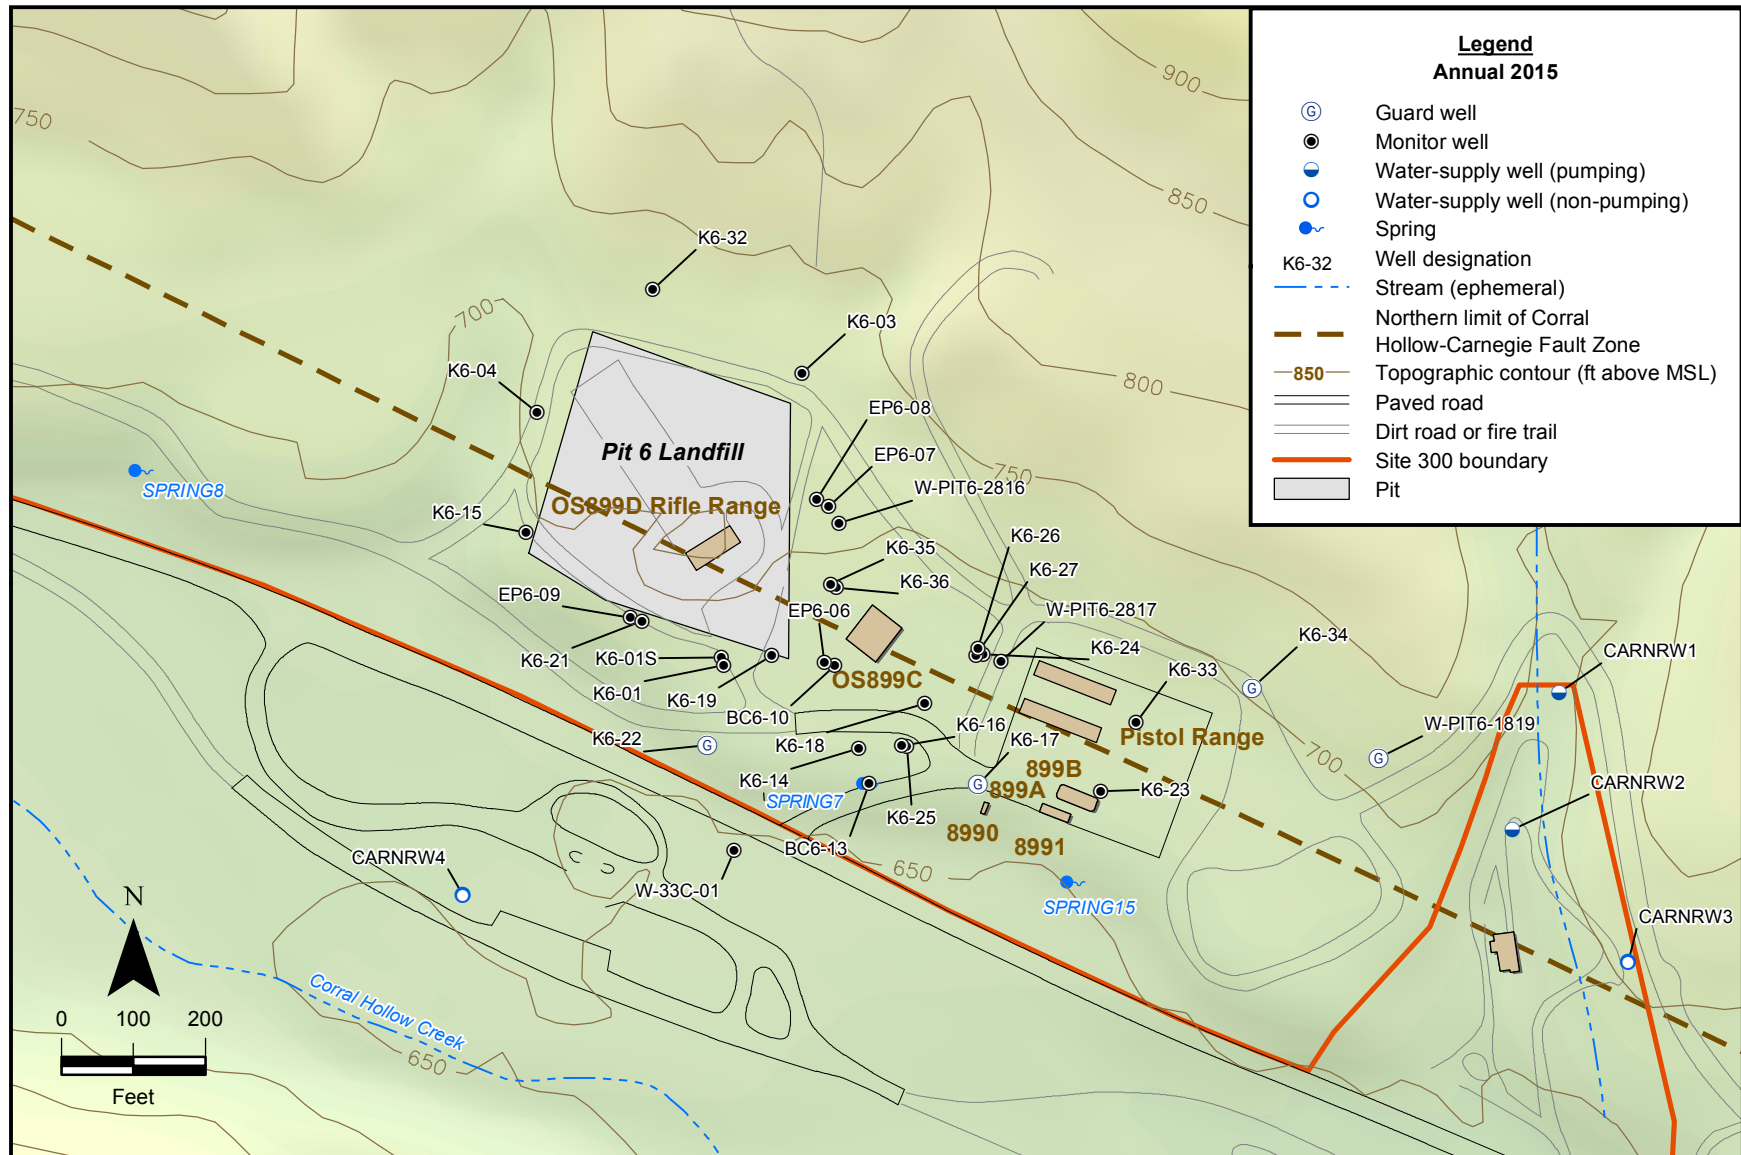 Legend
Annual 2015
G Guard well
Monitor well
Water-supply well (pumping)
Water-supply well (non-pumping)
Spring
K6-32 Well designation
Stream (ephemeral)
Northern limit of Corral
Hollow-Carnegie Fault Zone
850 Topographic contour (ft above MSL)
Paved road
Dirt road or fire trail
Site 300 boundary
Pit
900
750
850
K6-32
700
K6-03
800
K6-04
EP6-08
Pit 6 Landfill
EP6-07
750
SPRING8
W-PIT6-2816
OS899D Rifle Range
K6-15
K6-26
K6-35
K6-27
K6-36
EP6-09
EP6-06
W-PIT6-2817
K6-34
K6-24
CARNRW1
K6-21
K6-01S
K6-33
OS899C
K6-01
K6-19
G
BC6-10
K6-16
W-PIT6-1819
K6-22
G
K6-18
K6-17
Pistol Range
700
G
899B
K6-14
CARNRW2
SPRING7
G
899A
K6-23
K6-25
8990
8991
BC6-13
CARNRW4
650
W-33C-01
N
SPRING15
CARNRW3
Corral Hollow Creek
0 100 200
650
Feet